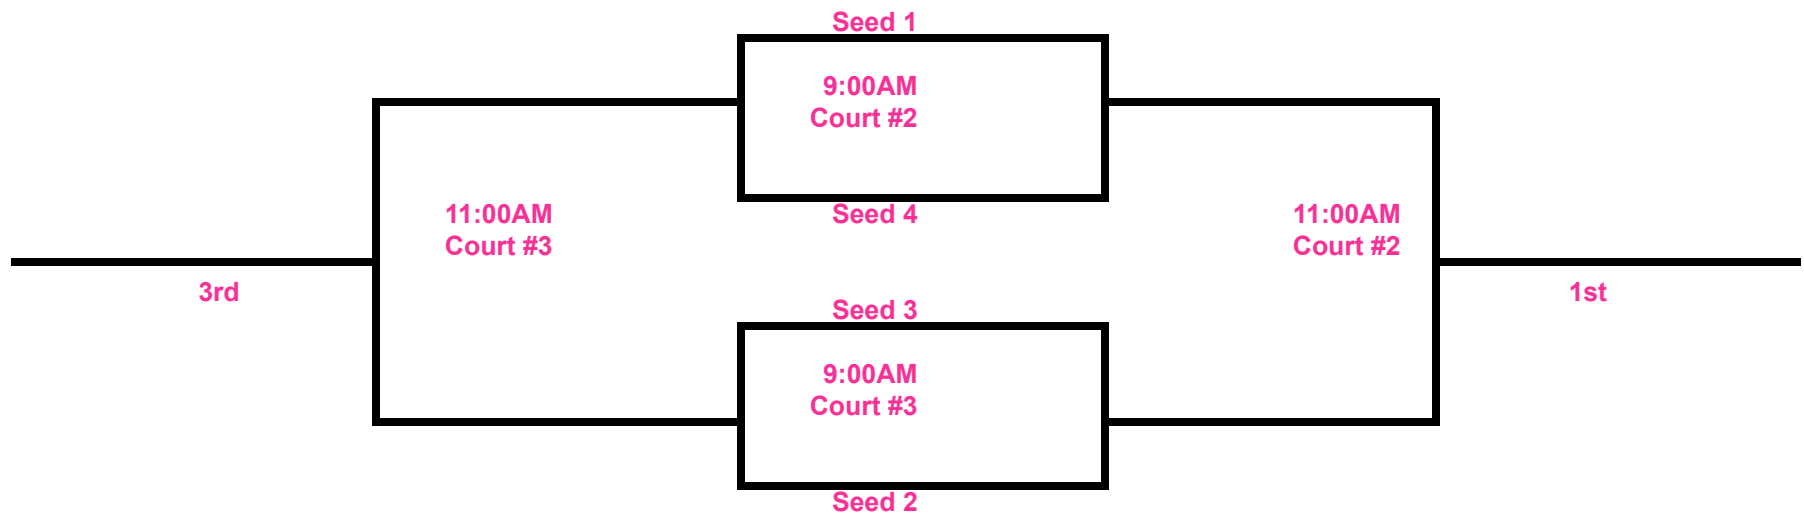 Seed 1
9:00AM
Court #2
Seed 4
11:00AM
Court #3
11:00AM
Court #2
3rd
1st
Seed 3
9:00AM
Court #3
Seed 2